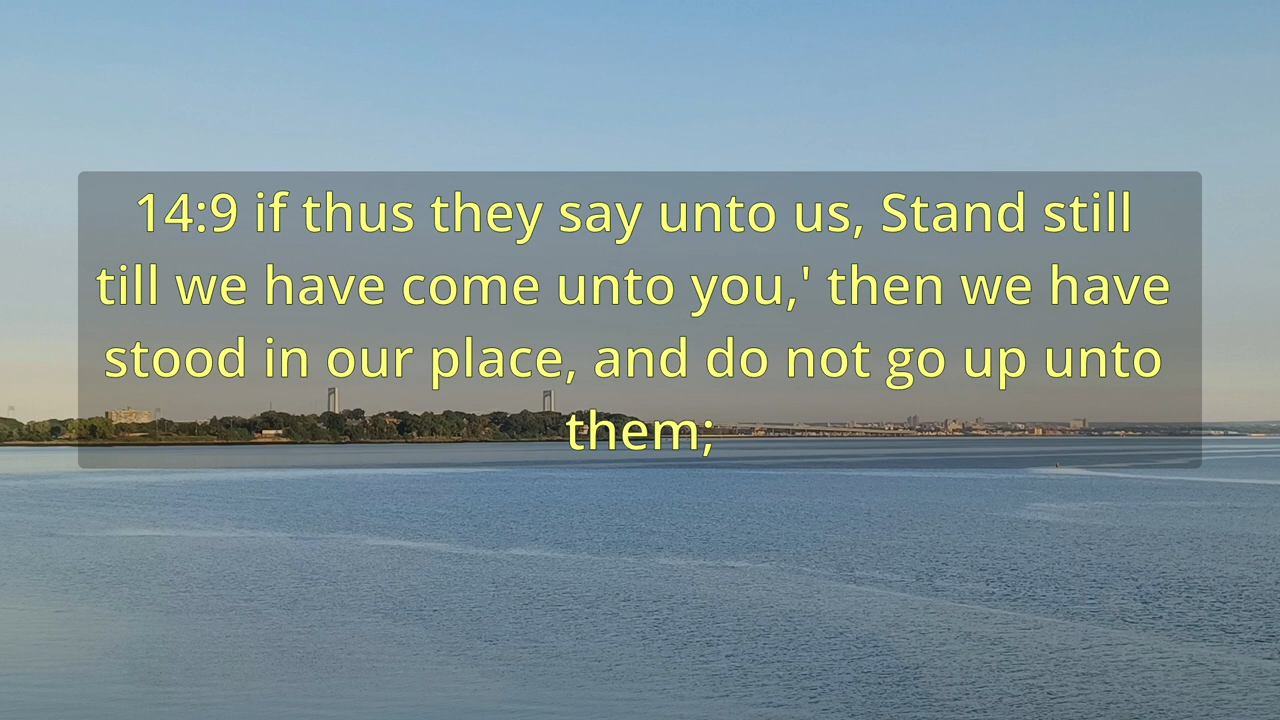 14:9 if thus they say unto us, Stand still
till we have come unto you,' then we have
stood in our place, and do not go up unto
them;